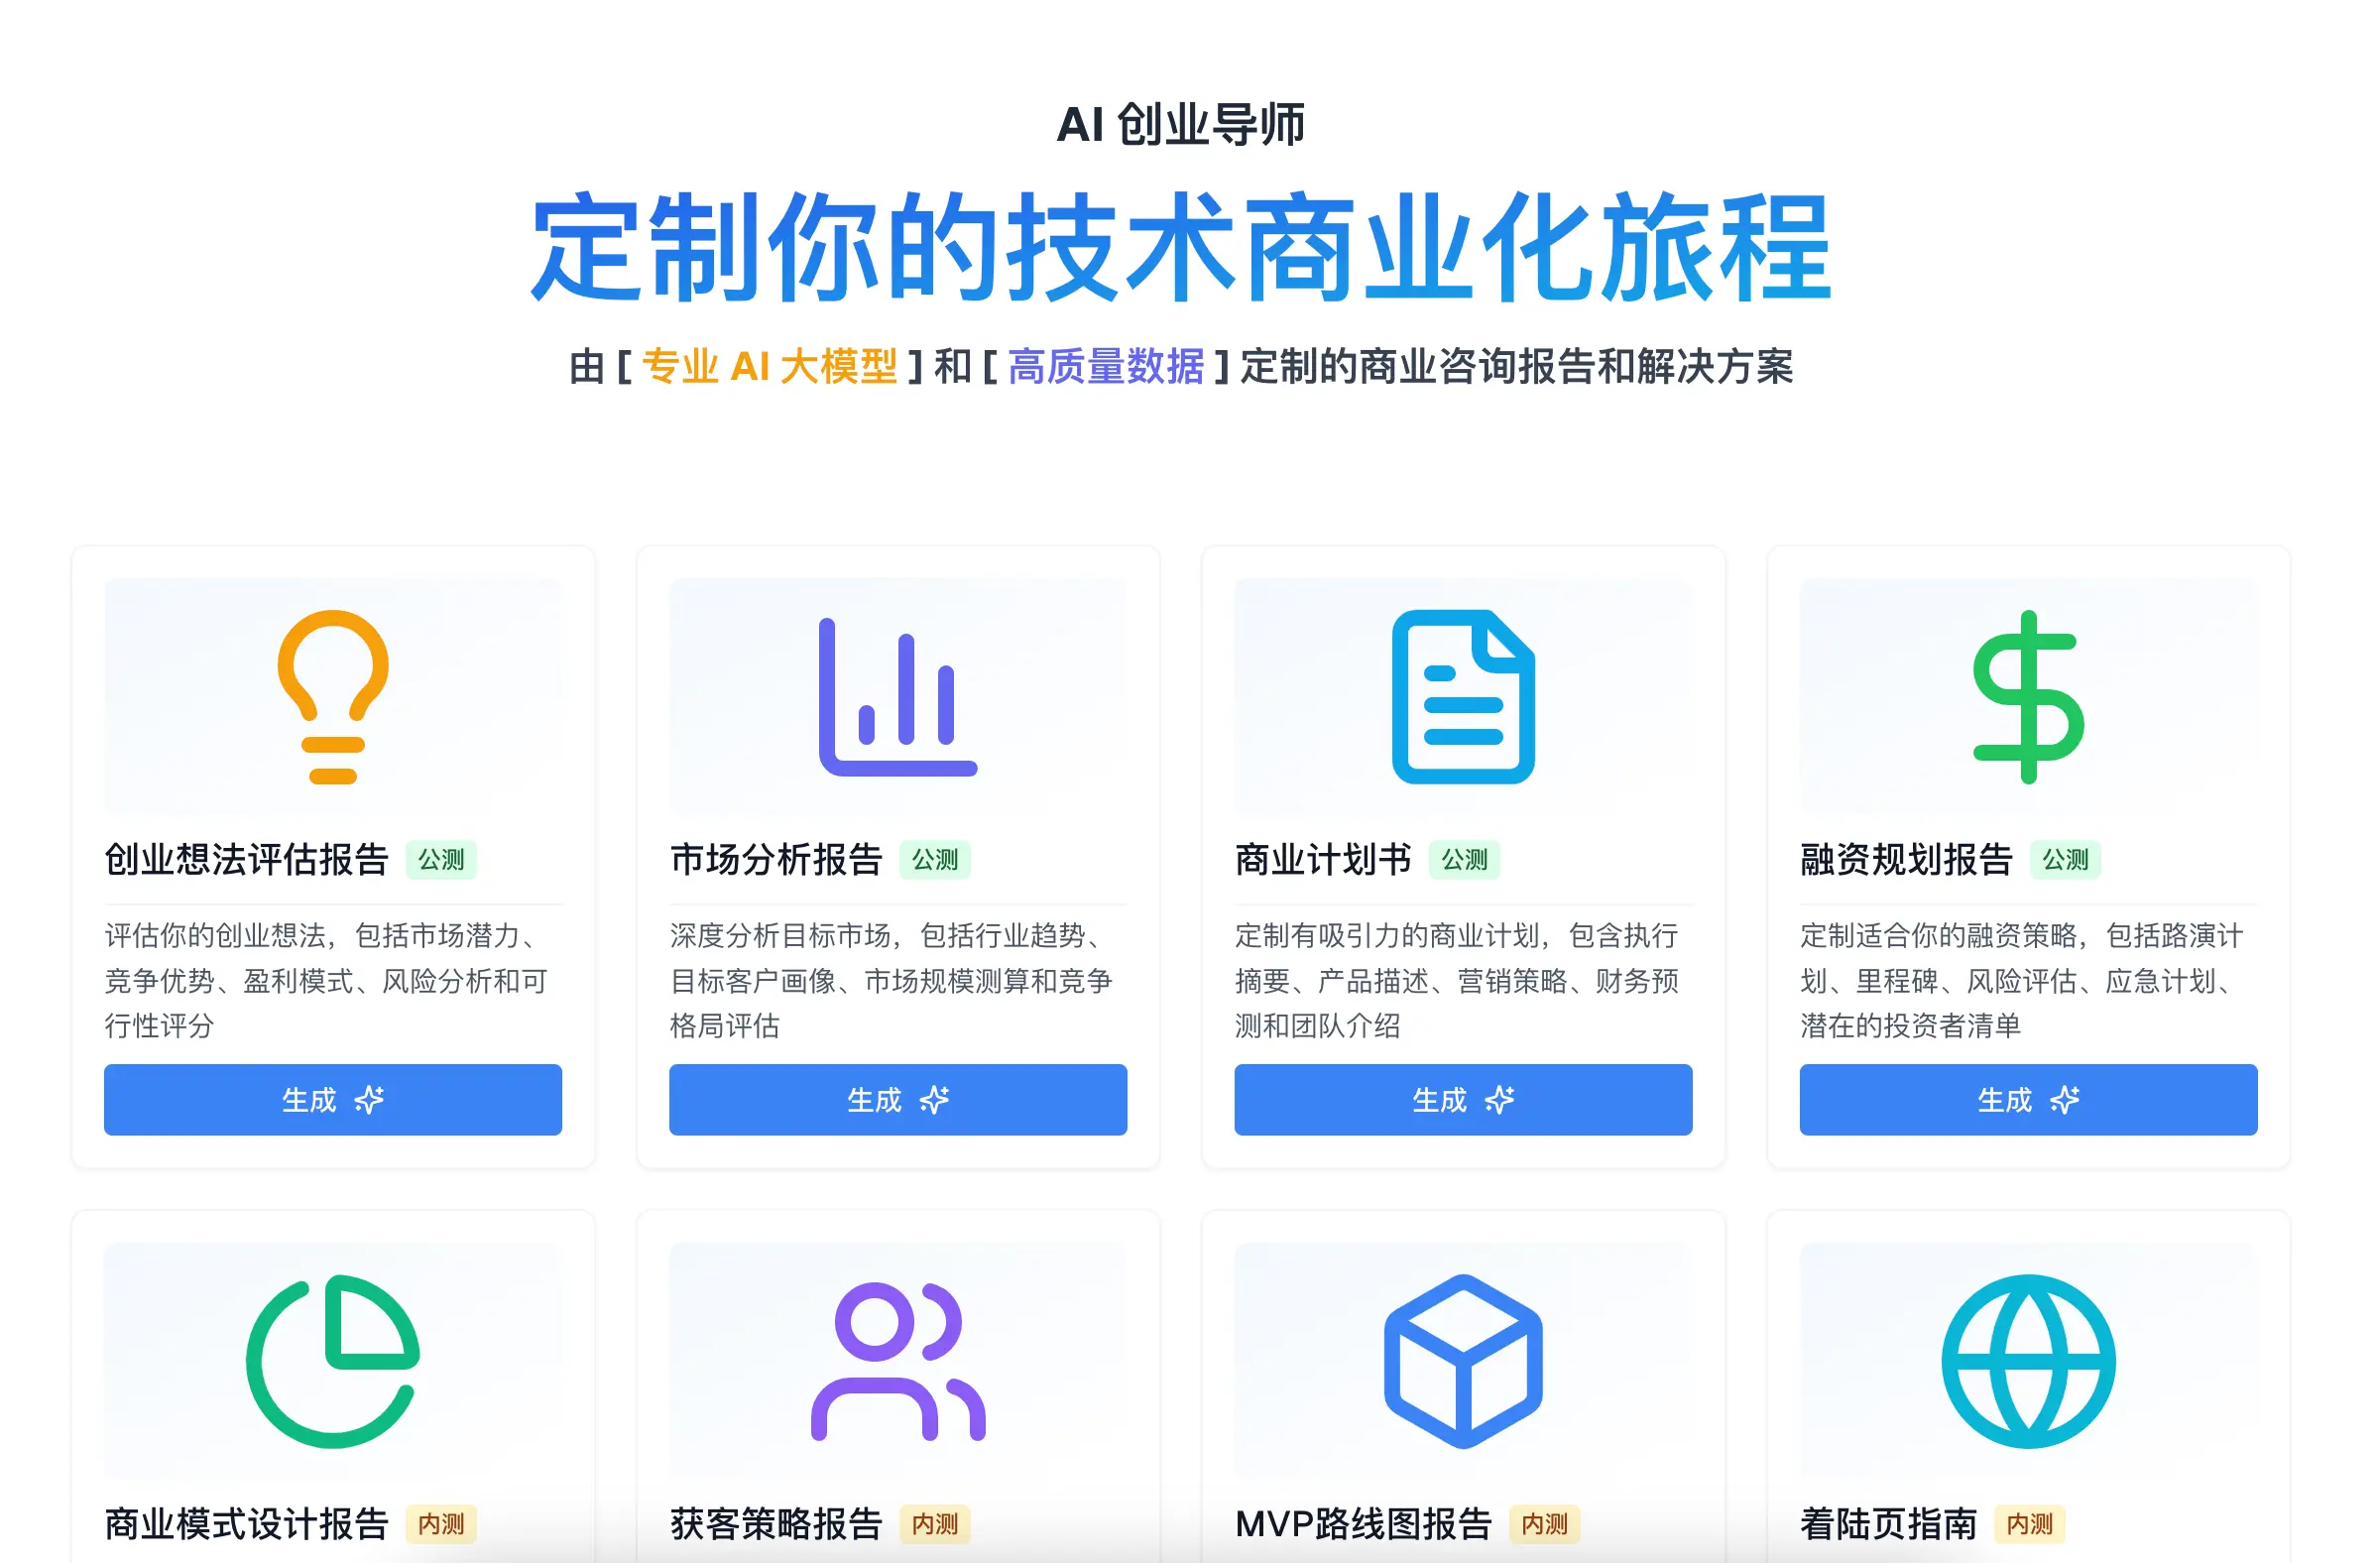 AI 创业导师
定制你的技术商业化旅程
由 [ 专业 AI 大模型 ] 和 [ 高质量数据 ] 定制的商业咨询报告和解决方案
创业想法评估报告 公测
评估你的创业想法，包括市场潜力、
竞争优势、盈利模式、风险分析和可
行性评分
生成
市场分析报告 公测
深度分析目标市场，包括行业趋势、
目标客户画像、市场规模测算和竞争
格局评估
生成
商业计划书 公测
定制有吸引力的商业计划，包含执行
摘要、产品描述、营销策略、财务预
测和团队介绍
生成
融资规划报告 公测
定制适合你的融资策略，包括路演计
划、里程碑、风险评估、应急计划、
潜在的投资者清单
生成
商业模式设计报告 内测
获客策略报告 内测
MVP路线图报告 内测
着陆页指南 内测